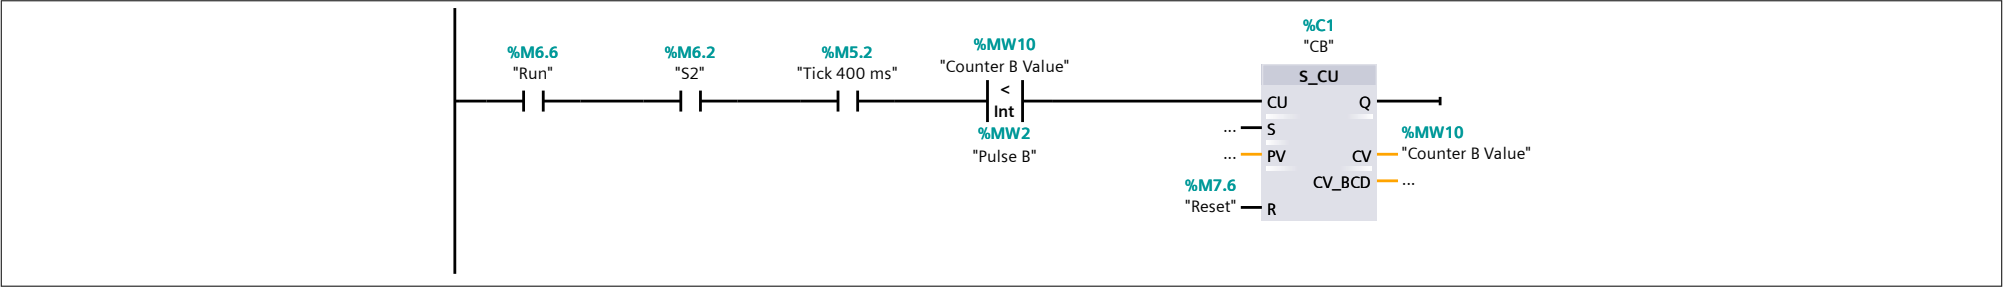 %C1
"CB"
%M6.6
"Run"
%M6.2
"S2"
%M5.2
"Tick 400 ms"
%MW10
"Counter B Value"
<
Int
%MW2
"Pulse B"
S_CU
CU Q
... S
... PV CV
%MW10
"Counter B Value"
CV_BCD ...
%M7.6
"Reset" R